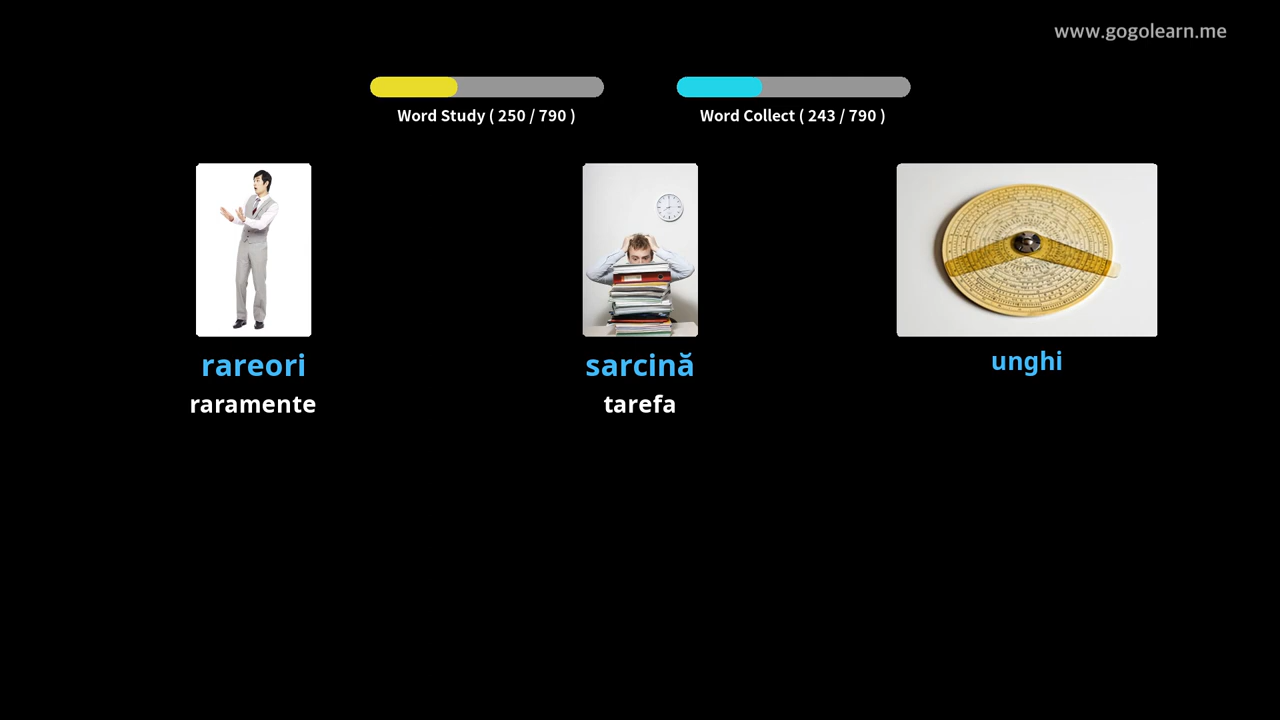 www.gogolearn.me
Word Study ( 250 / 790 )
Word Collect ( 243 / 790 )
rareori
raramente
sarcină
tarefa
unghi